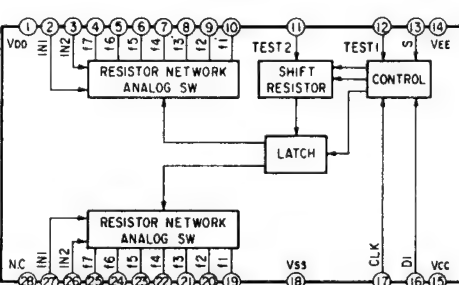 1 2 3 4 5 6 7 8 9 10 11 12 13 14
VDD IN1 IN2 f7 f6 f5 f4 f3 f2 f1 TEST2 TEST1 S VEE
RESISTOR NETWORK
ANALOG SW
SHIFT
RESISTOR
CONTROL
LATCH
RESISTOR NETWORK
ANALOG SW
N.C IN1 IN2 f7 f6 f5 f4 f3 f2 f1 VSS CLK DI VCC
28 27 26 25 24 23 22 21 20 19 18 17 16 15